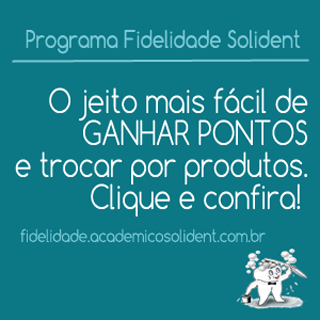 Programa Fidelidade Solident
O jeito mais fácil de
GANHAR PONTOS
e trocar por produtos.
Clique e confira!
fidelidade.academicosolident.com.br